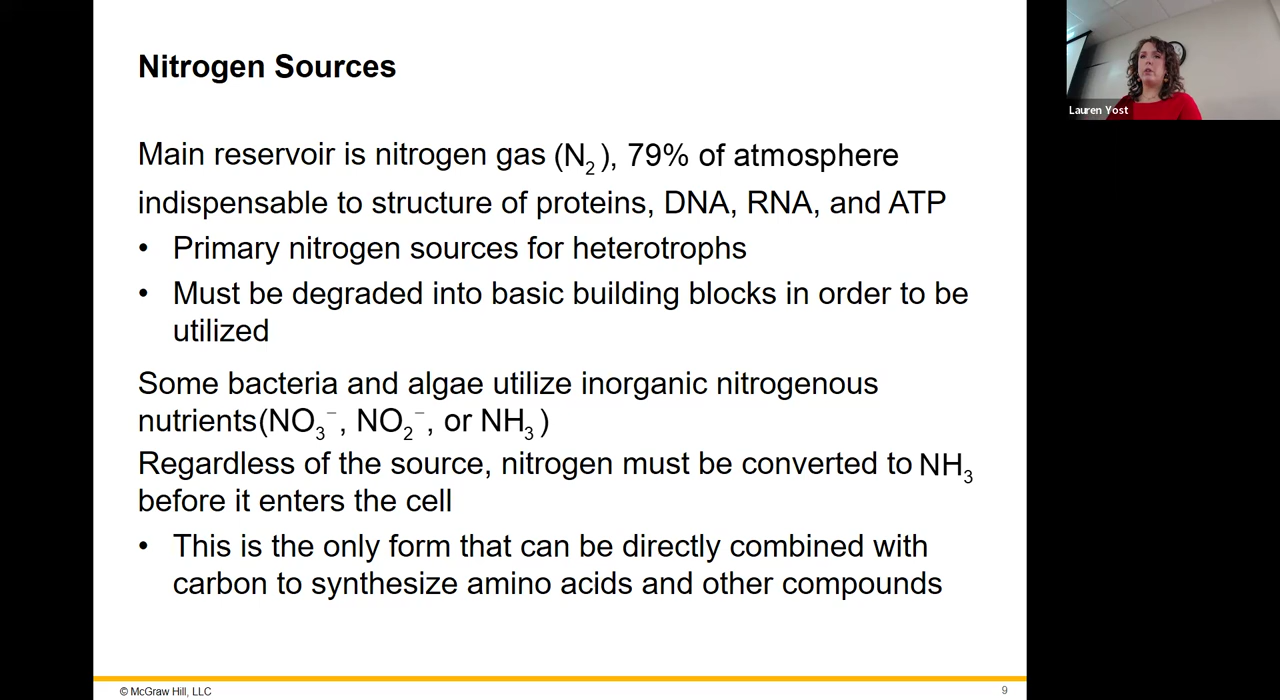 Nitrogen Sources
Lauren Yost
Main reservoir is nitrogen gas (N₂), 79% of atmosphere
indispensable to structure of proteins, DNA, RNA, and ATP
• Primary nitrogen sources for heterotrophs
• Must be degraded into basic building blocks in order to be
utilized
Some bacteria and algae utilize inorganic nitrogenous
nutrients(NO₃⁻, NO₂⁻, or NH₃)
Regardless of the source, nitrogen must be converted to NH₃
before it enters the cell
• This is the only form that can be directly combined with
carbon to synthesize amino acids and other compounds
© McGraw Hill, LLC
9